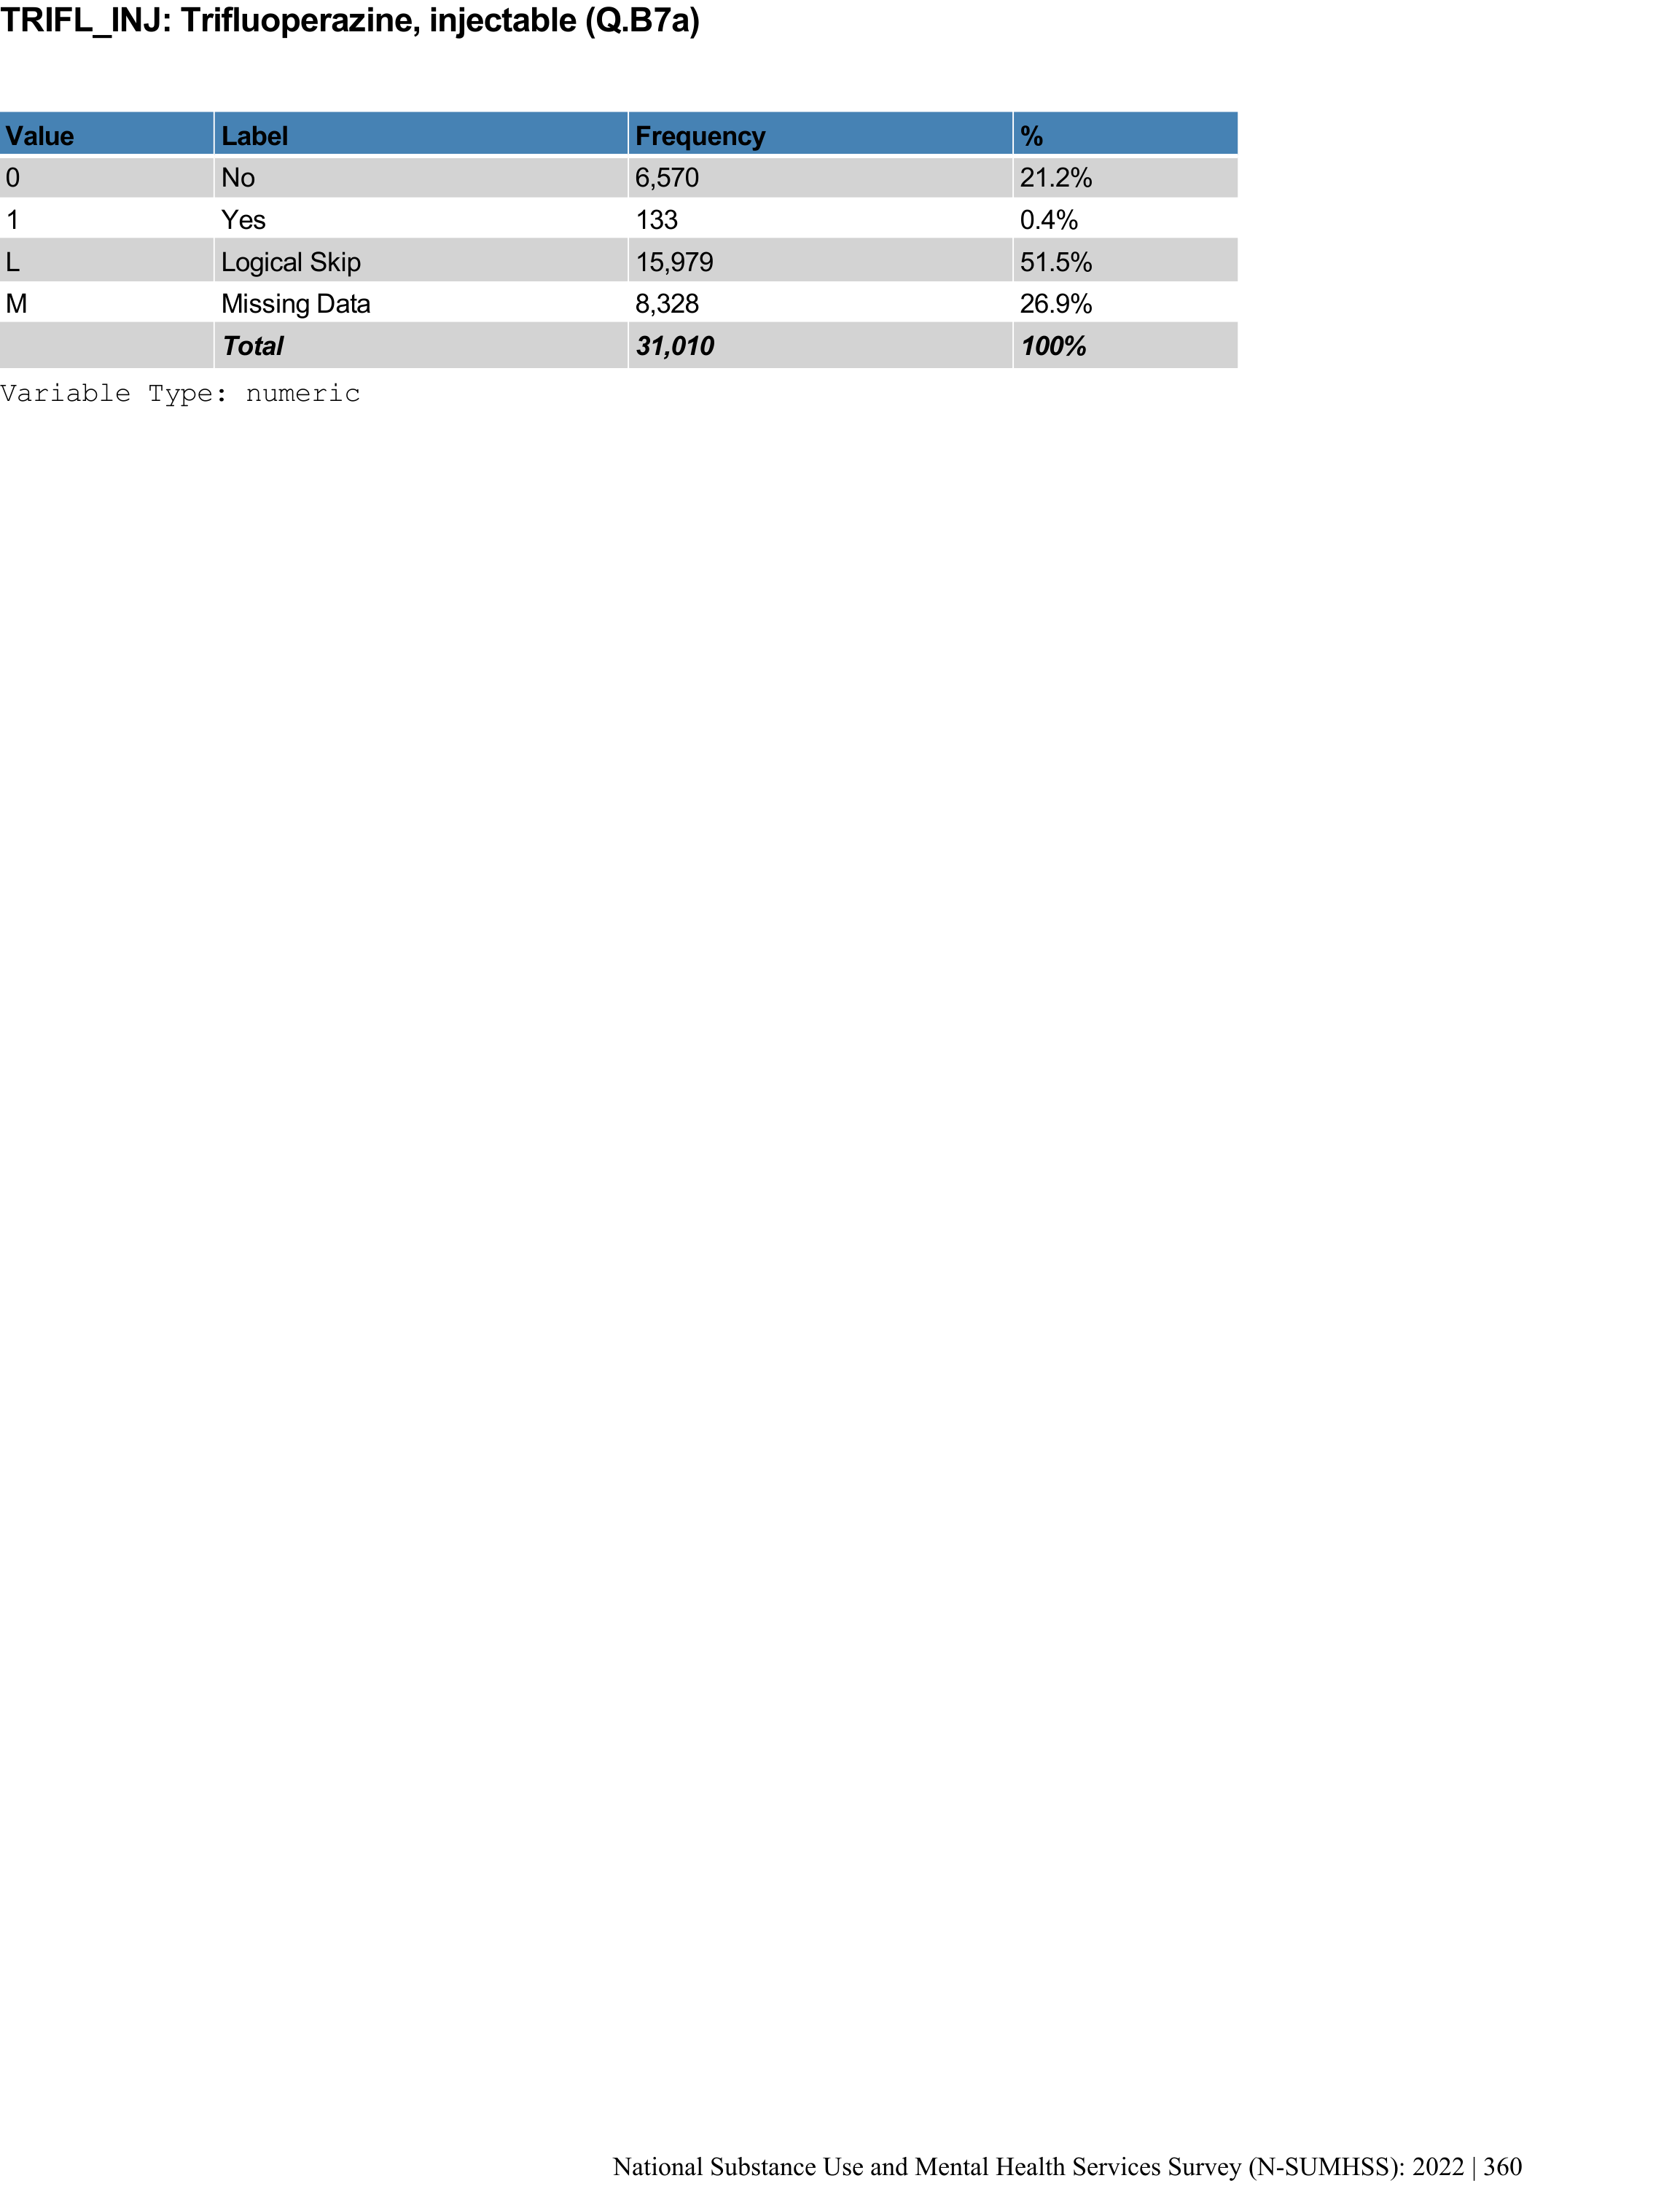 TRIFL_INJ: Trifluoperazine, injectable (Q.B7a)
Value Label Frequency %
0 No 6,570 21.2%
1 Yes 133 0.4%
L Logical Skip 15,979 51.5%
M Missing Data 8,328 26.9%
Total 31,010 100%
Variable Type: numeric
National Substance Use and Mental Health Services Survey (N-SUMHSS): 2022 | 360